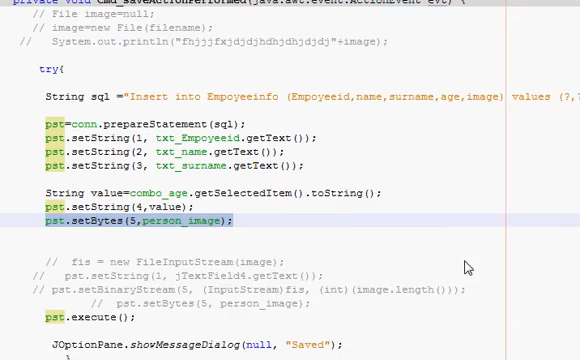 private void Cmd_saveActionPerformed(java.awt.event.ActionEvent evt) {
// File image=null;
// image=new File(filename);
// System.out.println("fhjjjfxjdjdjhdhjdhjdjdj"+image);
try{
String sql ="Insert into Empoyeeinfo (Empoyeeid,name,surname,age,image) values (?,?
pst=conn.prepareStatement(sql);
pst.setString(1, txt_Empoyeeid.getText());
pst.setString(2, txt_name.getText());
pst.setString(3, txt_surname.getText());
String value=combo_age.getSelectedItem().toString();
pst.setString(4,value);
pst.setBytes(5,person_image);
// fis = new FileInputStream(image);
// pst.setString(1, jTextField4.getText());
// pst.setBinaryStream(5, (InputStream)fis, (int)(image.length()));
// pst.setBytes(5, person_image);
pst.execute();
JOptionPane.showMessageDialog(null, "Saved");
}